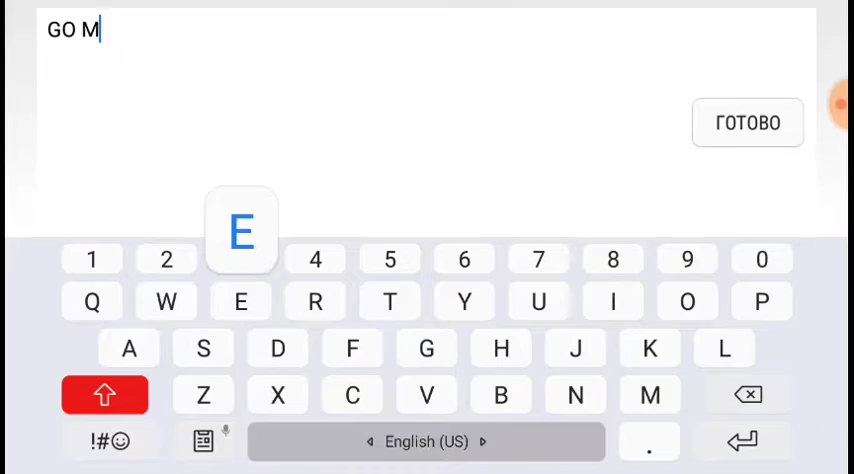 GO M
ГОТОВО
E
1 2 4 5 6 7 8 9 0
Q W E R T Y U I O P
A S D F G H J K L
Z X C V B N M
!#☺ English (US) .